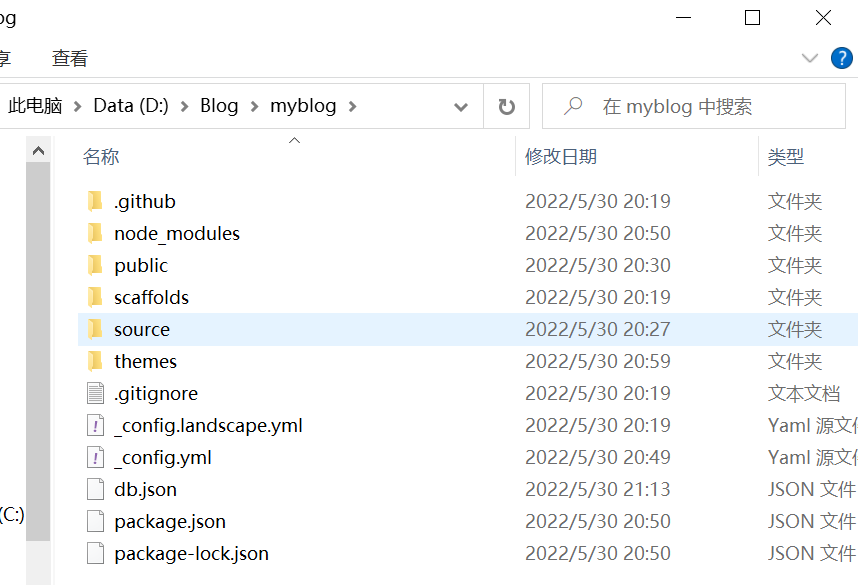 og
享 查看
此电脑 > Data (D:) > Blog > myblog > 在 myblog 中搜索
名称 修改日期 类型
.github 2022/5/30 20:19 文件夹
node_modules 2022/5/30 20:50 文件夹
public 2022/5/30 20:30 文件夹
scaffolds 2022/5/30 20:19 文件夹
source 2022/5/30 20:27 文件夹
themes 2022/5/30 20:59 文件夹
.gitignore 2022/5/30 20:19 文本文档
_config.landscape.yml 2022/5/30 20:19 Yaml 源文件
_config.yml 2022/5/30 20:49 Yaml 源文件
db.json 2022/5/30 21:13 JSON 文件
package.json 2022/5/30 20:50 JSON 文件
(C:)
package-lock.json 2022/5/30 20:50 JSON 文件